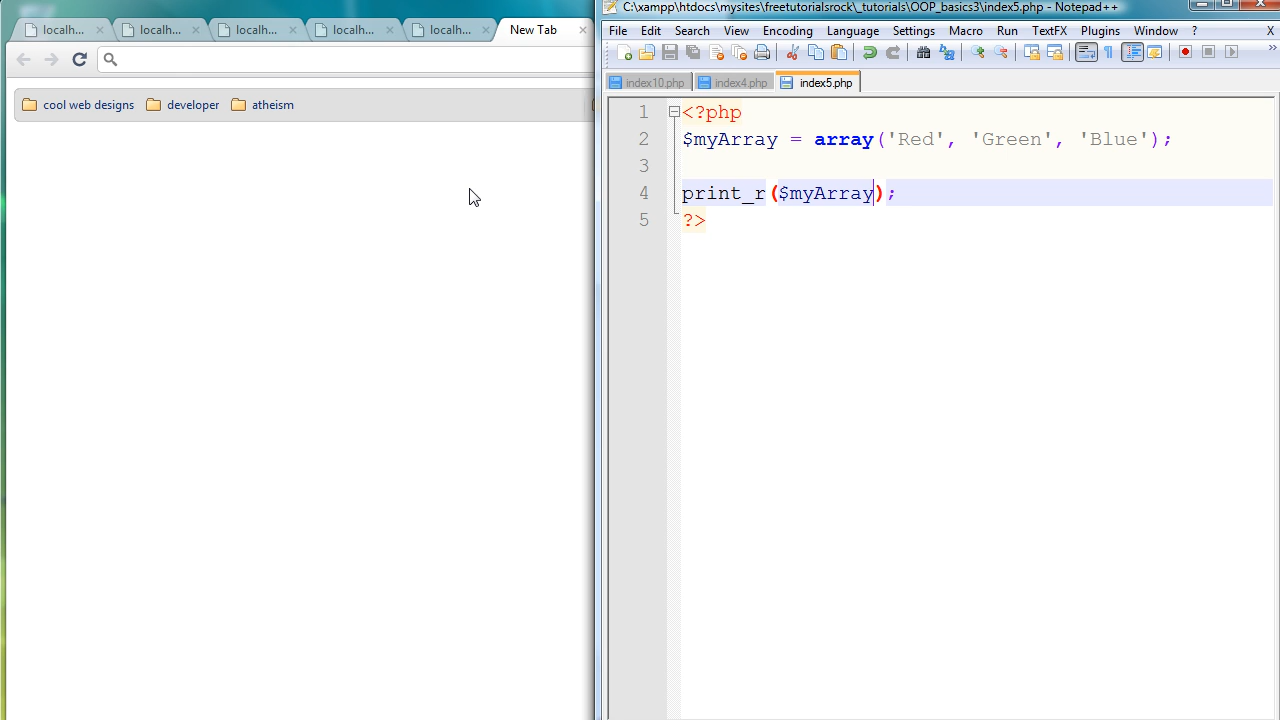 localh... localh... localh... localh... localh... New Tab
cool web designs developer atheism
C:\xampp\htdocs\mysites\freetutorialsrock\_tutorials\OOP_basics3\index5.php - Notepad++
File Edit Search View Encoding Language Settings Macro Run TextFX Plugins Window ? X
index10.php index4.php index5.php
1 <?php
2 $myArray = array('Red', 'Green', 'Blue');
3
4 print_r($myArray);
5 ?>